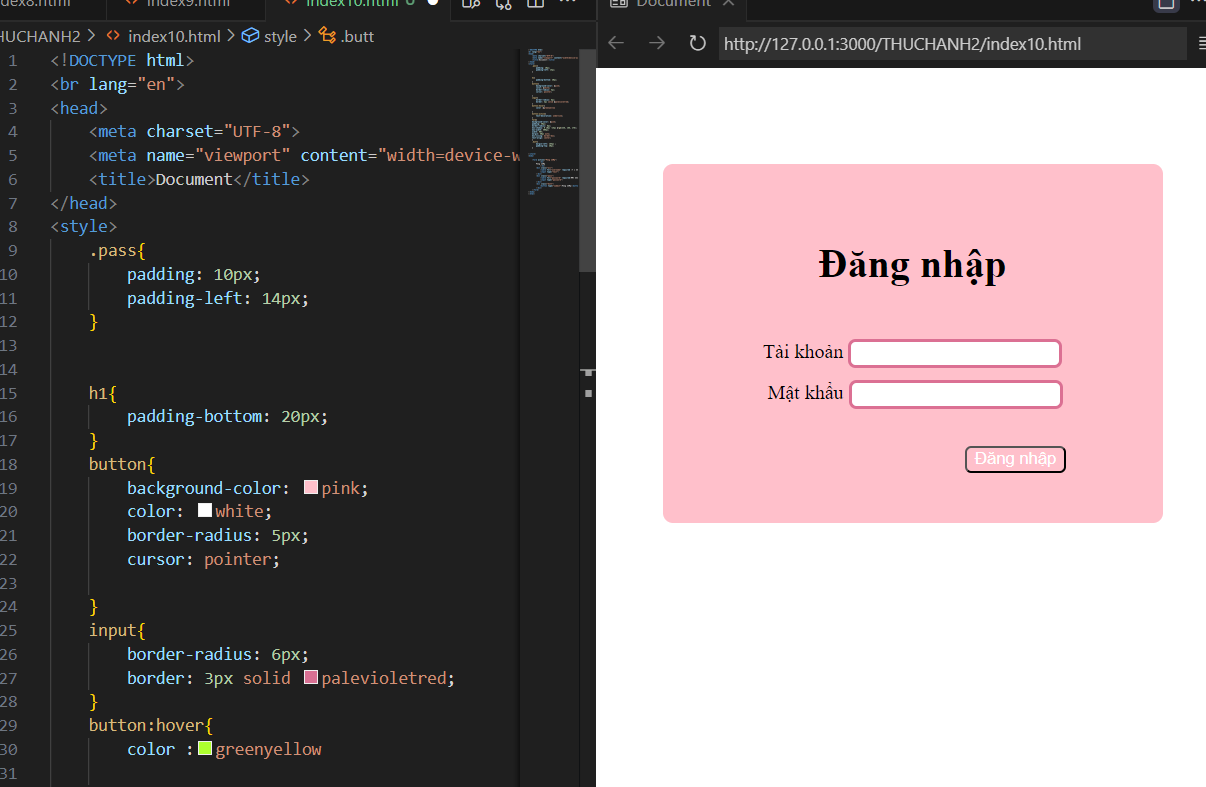 index9.html
index10.html
Document
HUCHANH2 > index10.html > style > .butt
http://127.0.0.1:3000/THUCHANH2/index10.html
1 <!DOCTYPE html>
2 <br lang="en">
3 <head>
4 <meta charset="UTF-8">
5 <meta name="viewport" content="width=device-w
6 <title>Document</title>
7 </head>
8 <style>
9 .pass{
10 padding: 10px;
11 padding-left: 14px;
12 }
13
14
15 h1{
16 padding-bottom: 20px;
17 }
18 button{
19 background-color: pink;
20 color: white;
21 border-radius: 5px;
22 cursor: pointer;
23
24 }
25 input{
26 border-radius: 6px;
27 border: 3px solid palevioletred;
28 }
29 button:hover{
30 color :greenyellow
31
Đăng nhập
Tài khoản
Mật khẩu
Đăng nhập